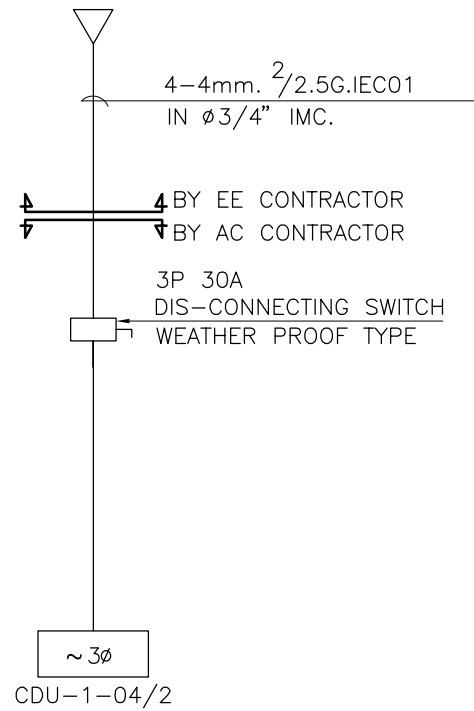 4-4mm.²/2.5G.IEC01
IN ø3/4" IMC.
BY EE CONTRACTOR
BY AC CONTRACTOR
3P 30A
DIS-CONNECTING SWITCH
WEATHER PROOF TYPE
~3ø
CDU-1-04/2